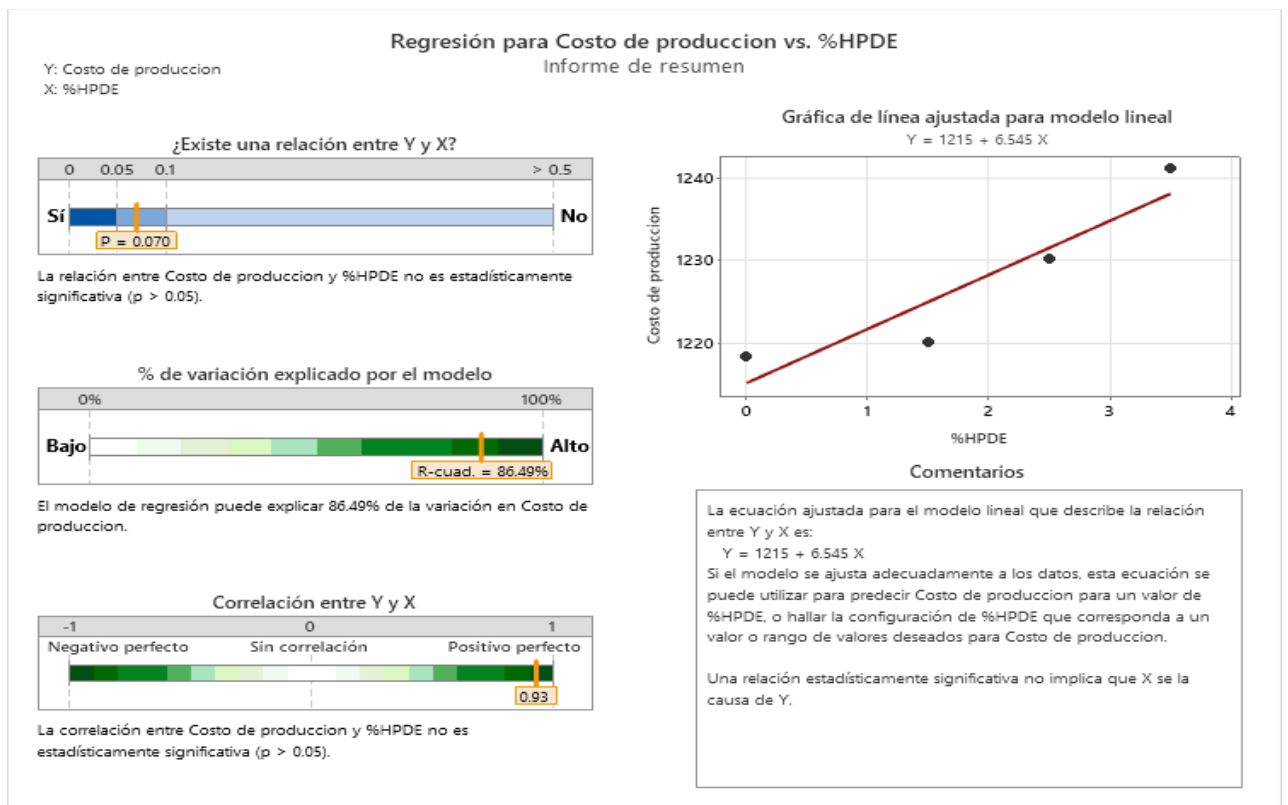 Regresión para Costo de produccion vs. %HPDE
Informe de resumen
Y: Costo de produccion
X: %HPDE
¿Existe una relación entre Y y X?
0 0.05 0.1 > 0.5
Sí No
P = 0.070
La relación entre Costo de produccion y %HPDE no es estadísticamente
significativa (p > 0.05).
% de variación explicado por el modelo
0% 100%
Bajo Alto
R-cuad. = 86.49%
El modelo de regresión puede explicar 86.49% de la variación en Costo de
produccion.
Correlación entre Y y X
-1 0 1
Negativo perfecto Sin correlación Positivo perfecto
0.93
La correlación entre Costo de produccion y %HPDE no es
estadísticamente significativa (p > 0.05).
Gráfica de línea ajustada para modelo lineal
Y = 1215 + 6.545 X
Costo de produccion
1240
1230
1220
0 1 2 3 4
%HPDE
Comentarios
La ecuación ajustada para el modelo lineal que describe la relación
entre Y y X es:
Y = 1215 + 6.545 X
Si el modelo se ajusta adecuadamente a los datos, esta ecuación se
puede utilizar para predecir Costo de produccion para un valor de
%HPDE, o hallar la configuración de %HPDE que corresponda a un
valor o rango de valores deseados para Costo de produccion.
Una relación estadísticamente significativa no implica que X se la
causa de Y.